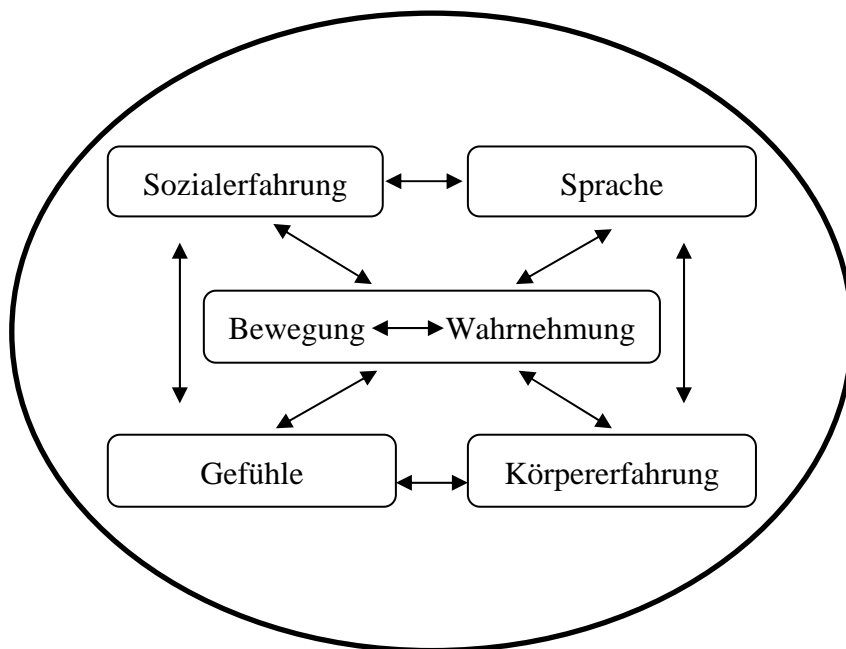 Sozialerfahrung
Sprache
Bewegung Wahrnehmung
Gefühle
Körpererfahrung